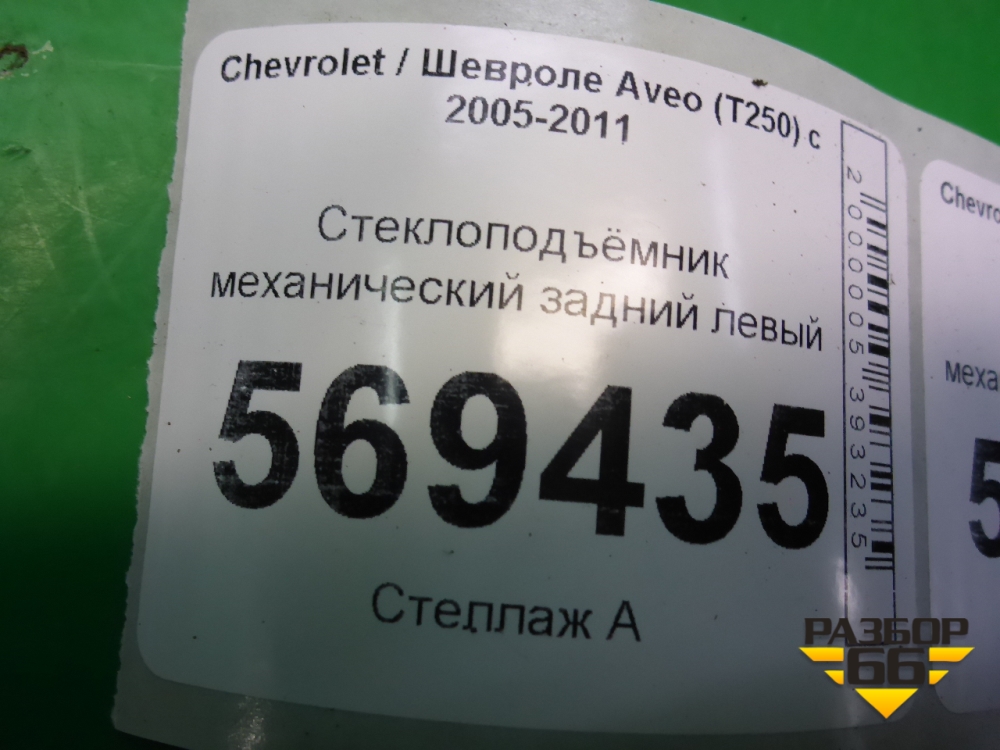 Chevrolet / Шевроле Aveo (T250) с
2005-2011
Стеклоподъёмник
механический задний левый
569435
Стеллаж А
2000005393235
Chevro
меха
5
РАЗБОР
66